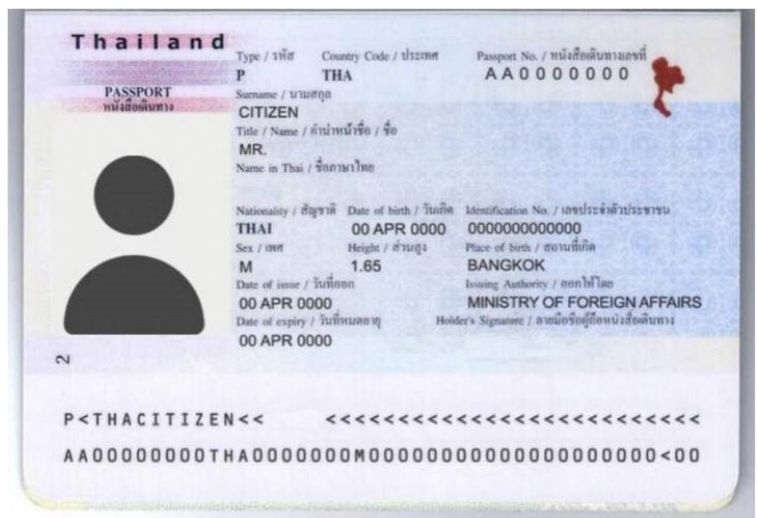 Thailand
Type / รหัส Country Code / ประเทศ Passport No. / หนังสือเดินทางเลขที่
P THA AA0000000
PASSPORT
หนังสือเดินทาง
Surname / นามสกุล
CITIZEN
Title / Name / คำนำหน้าชื่อ / ชื่อ
MR.
Name in Thai / ชื่อภาษาไทย
Nationality / สัญชาติ Date of birth / วันเกิด Identification No. / เลขประจำตัวประชาชน
THAI 00 APR 0000 0000000000000
Sex / เพศ Height / ส่วนสูง Place of birth / สถานที่เกิด
M 1.65 BANGKOK
Date of issue / วันที่ออก Issuing Authority / ออกให้โดย
00 APR 0000 MINISTRY OF FOREIGN AFFAIRS
Date of expiry / วันที่หมดอายุ Holder's Signature / ลายมือชื่อผู้ถือหนังสือเดินทาง
00 APR 0000
2
P<THACITIZEN<< <<<<<<<<<<<<<<<<<<<<<<<<<<
AA00000000THA0000000M00000000000000000000000<00